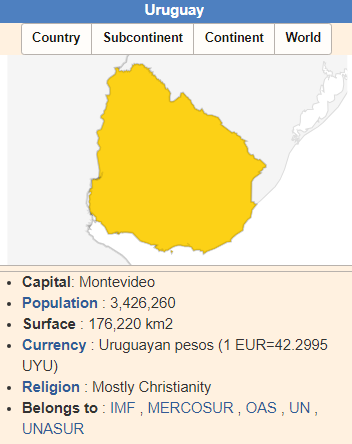 Uruguay
Country Subcontinent Continent World
Capital: Montevideo
Population : 3,426,260
Surface : 176,220 km2
Currency : Uruguayan pesos (1 EUR=42.2995
UYU)
Religion : Mostly Christianity
Belongs to : IMF , MERCOSUR , OAS , UN ,
UNASUR